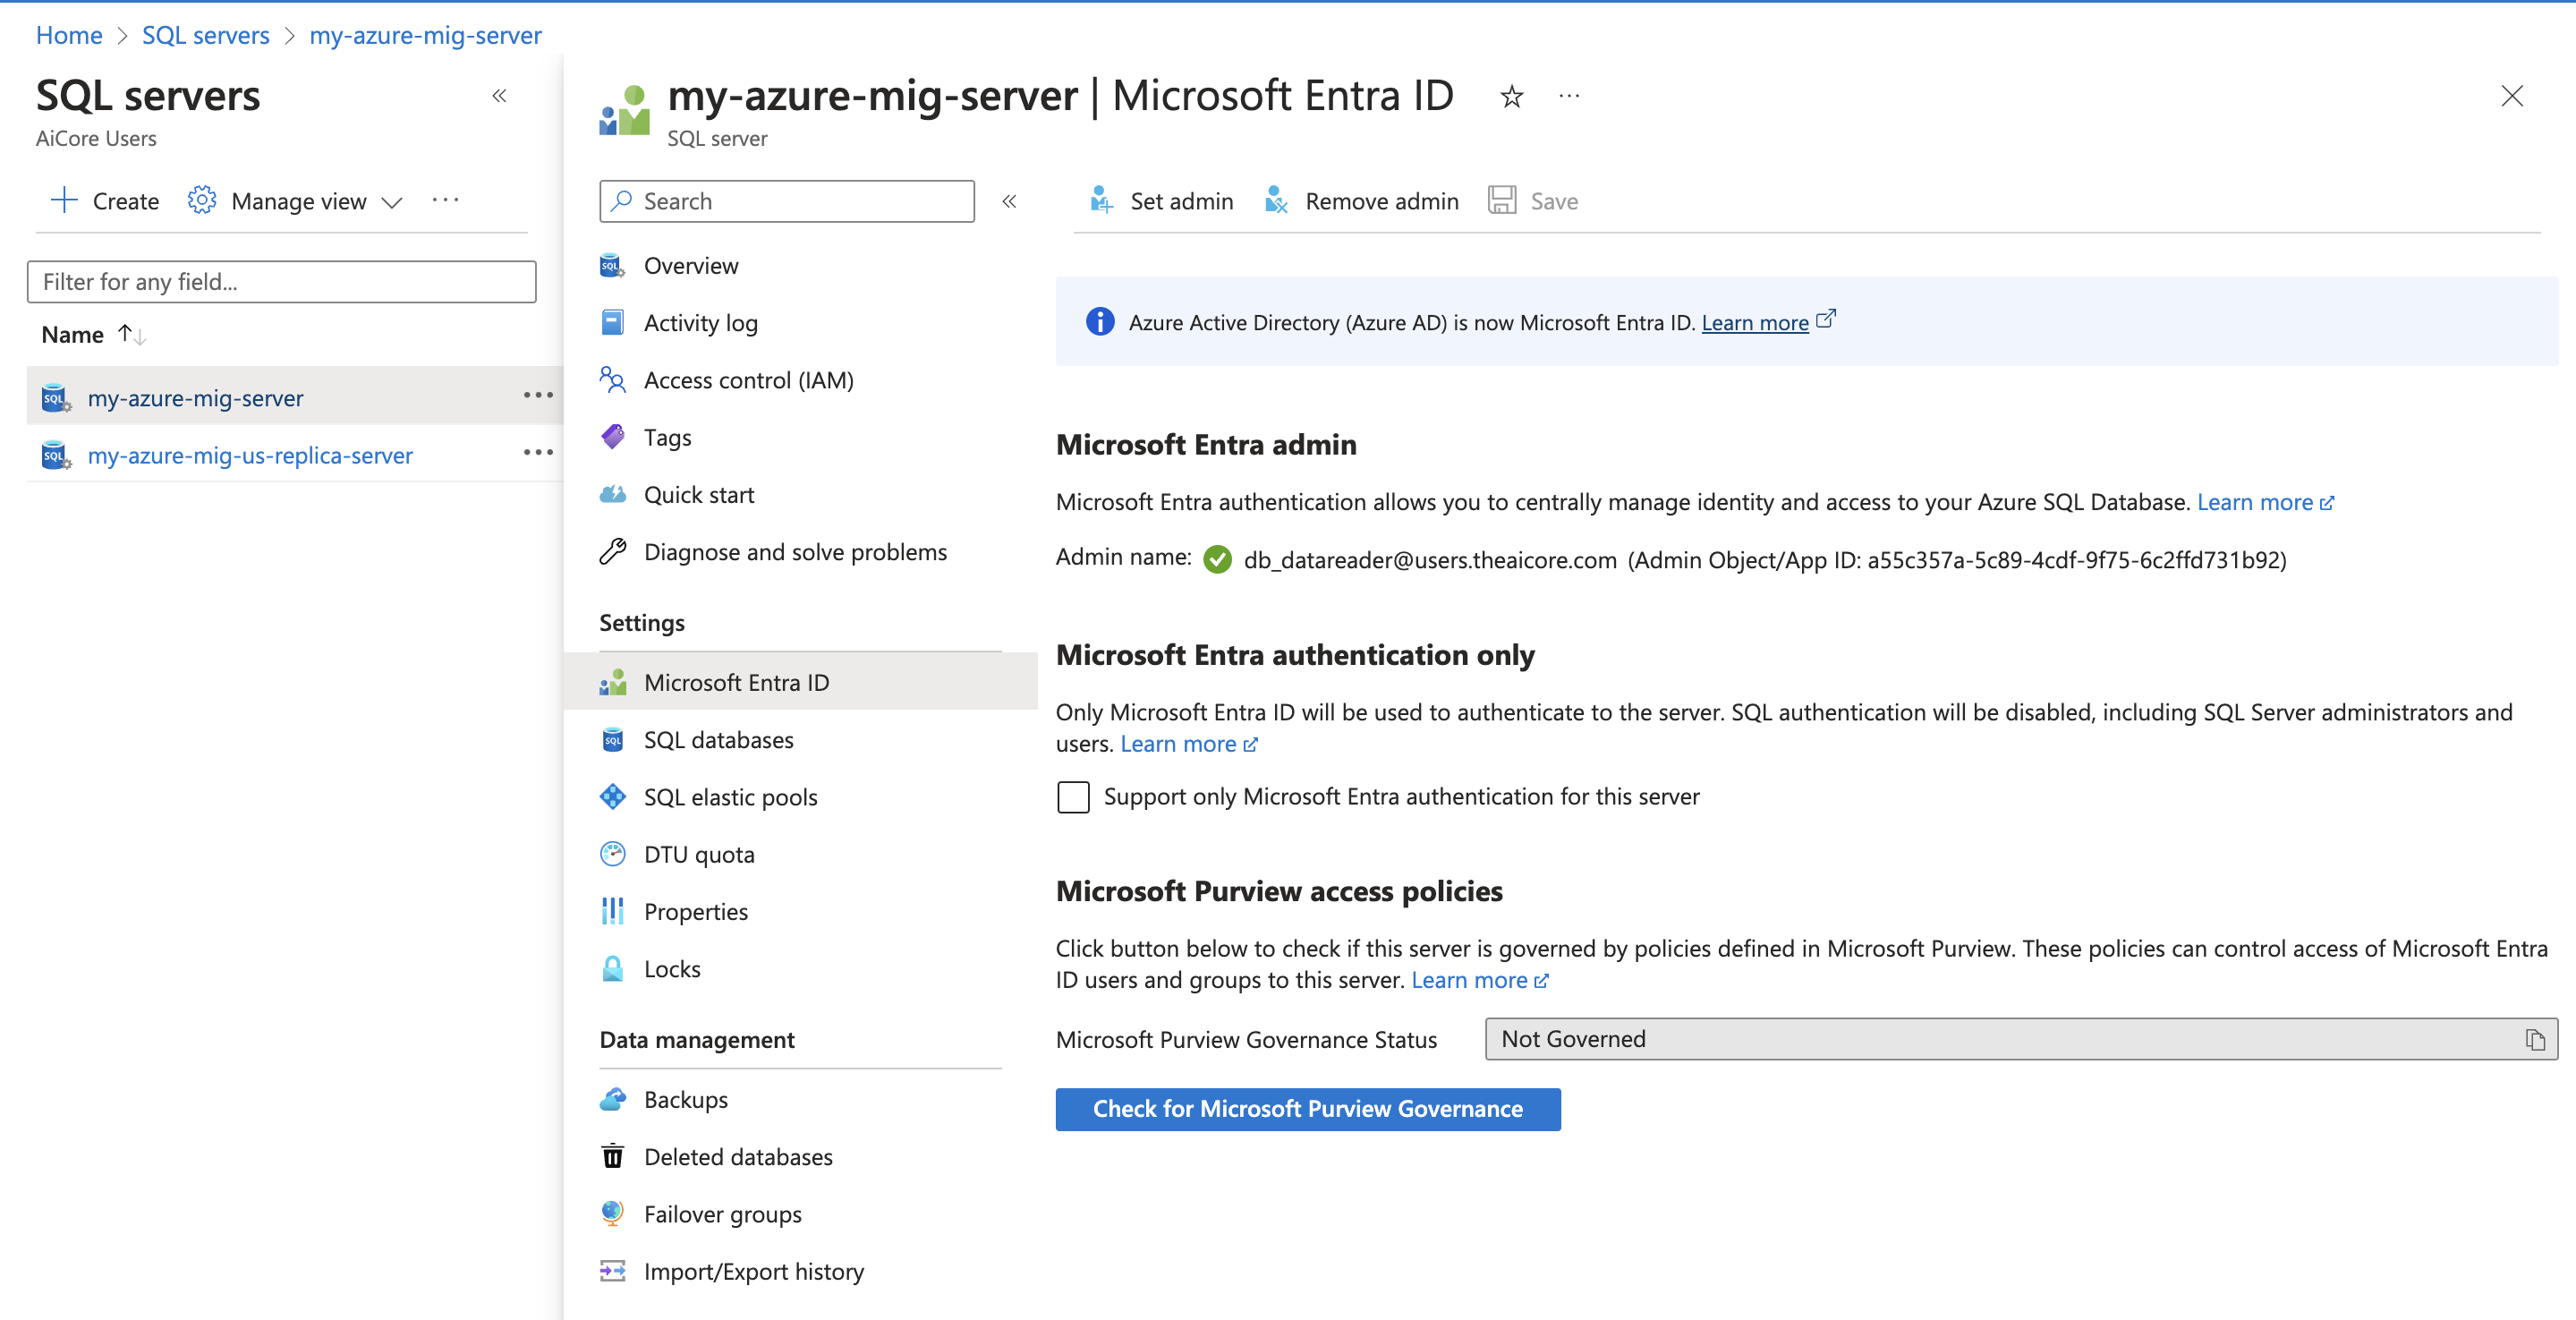 Home > SQL servers > my-azure-mig-server
SQL servers
AiCore Users
Create Manage view
Filter for any field...
Name
my-azure-mig-server
my-azure-mig-us-replica-server
my-azure-mig-server | Microsoft Entra ID
SQL server
Search
Overview
Activity log
Access control (IAM)
Tags
Quick start
Diagnose and solve problems
Settings
Microsoft Entra ID
SQL databases
SQL elastic pools
DTU quota
Properties
Locks
Data management
Backups
Deleted databases
Failover groups
Import/Export history
Set admin Remove admin Save
Azure Active Directory (Azure AD) is now Microsoft Entra ID. Learn more
Microsoft Entra admin
Microsoft Entra authentication allows you to centrally manage identity and access to your Azure SQL Database. Learn more
Admin name: db_datareader@users.theaicore.com (Admin Object/App ID: a55c357a-5c89-4cdf-9f75-6c2ffd731b92)
Microsoft Entra authentication only
Only Microsoft Entra ID will be used to authenticate to the server. SQL authentication will be disabled, including SQL Server administrators and
users. Learn more
Support only Microsoft Entra authentication for this server
Microsoft Purview access policies
Click button below to check if this server is governed by policies defined in Microsoft Purview. These policies can control access of Microsoft Entra
ID users and groups to this server. Learn more
Microsoft Purview Governance Status Not Governed
Check for Microsoft Purview Governance